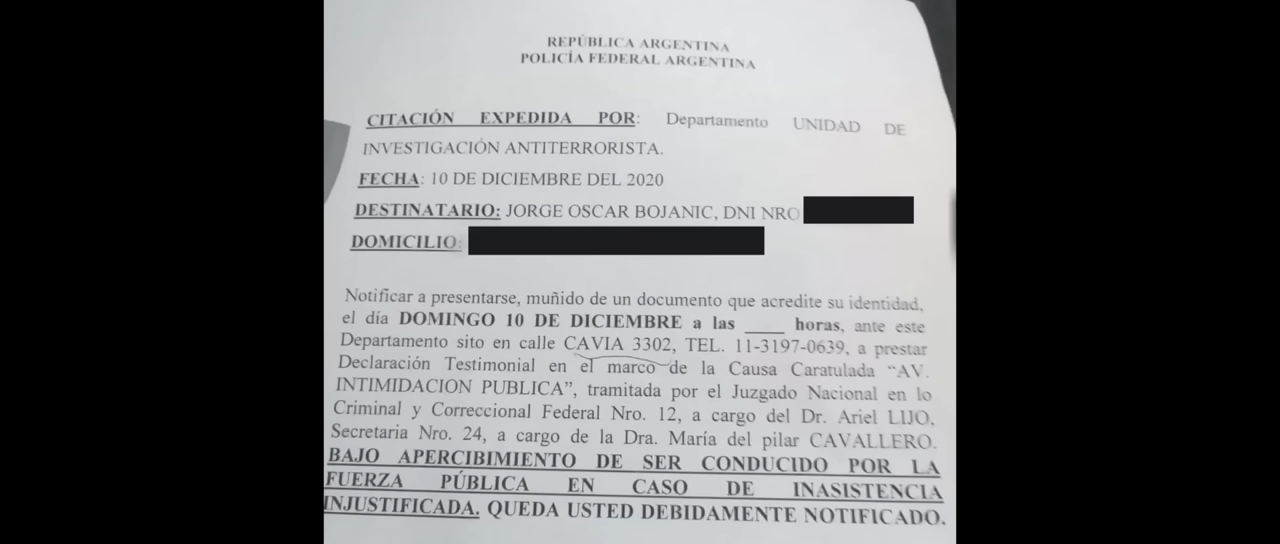 REPÚBLICA ARGENTINA
POLICÍA FEDERAL ARGENTINA
CITACIÓN EXPEDIDA POR: Departamento UNIDAD DE
INVESTIGACIÓN ANTITERRORISTA.
FECHA: 10 DE DICIEMBRE DEL 2020
DESTINATARIO: JORGE OSCAR BOJANIC, DNI NRO
DOMICILIO:
Notificar a presentarse, muñido de un documento que acredite su identidad,
el día DOMINGO 10 DE DICIEMBRE a las ____ horas, ante este
Departamento sito en calle CAVIA 3302, TEL. 11-3197-0639, a prestar
Declaración Testimonial en el marco de la Causa Caratulada “AV.
INTIMIDACION PUBLICA”, tramitada por el Juzgado Nacional en lo
Criminal y Correccional Federal Nro. 12, a cargo del Dr. Ariel LIJO,
Secretaria Nro. 24, a cargo de la Dra. María del pilar CAVALLERO.
BAJO APERCIBIMIENTO DE SER CONDUCIDO POR LA
FUERZA PÚBLICA EN CASO DE INASISTENCIA
INJUSTIFICADA. QUEDA USTED DEBIDAMENTE NOTIFICADO.